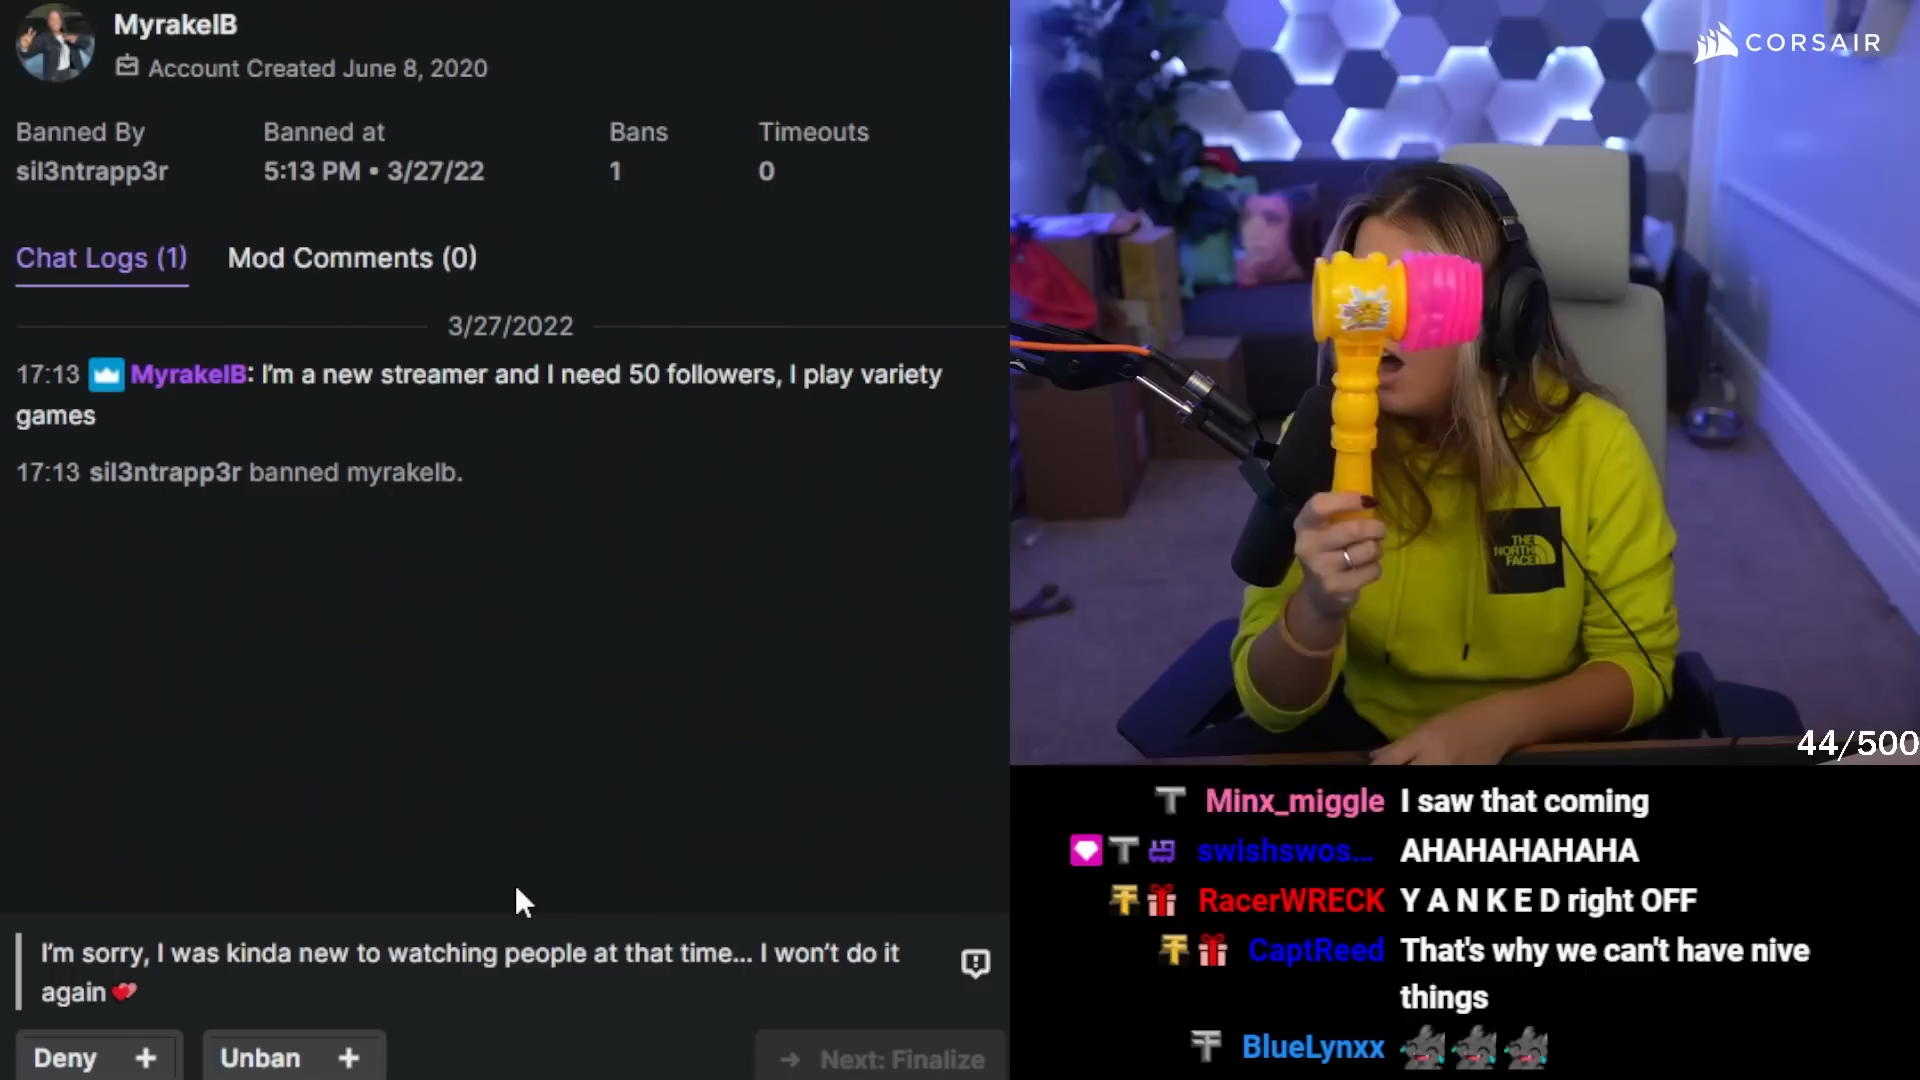 MyrakelB
Account Created June 8, 2020
Banned By
Banned at
Bans
Timeouts
sil3ntrapp3r
5:13 PM • 3/27/22
1
0
Chat Logs (1)
Mod Comments (0)
3/27/2022
17:13 MyrakelB: I'm a new streamer and I need 50 followers, I play variety
games
17:13 sil3ntrapp3r banned myrakelb.
I'm sorry, I was kinda new to watching people at that time... I won't do it
again
Deny +
Unban +
→ Next: Finalize
CORSAIR
THE
NORTH
FACE
44/500
Minx_miggle I saw that coming
swishswos... AHAHAHAHAHA
RacerWRECK Y A N K E D right OFF
CaptReed That's why we can't have nive
things
BlueLynxx